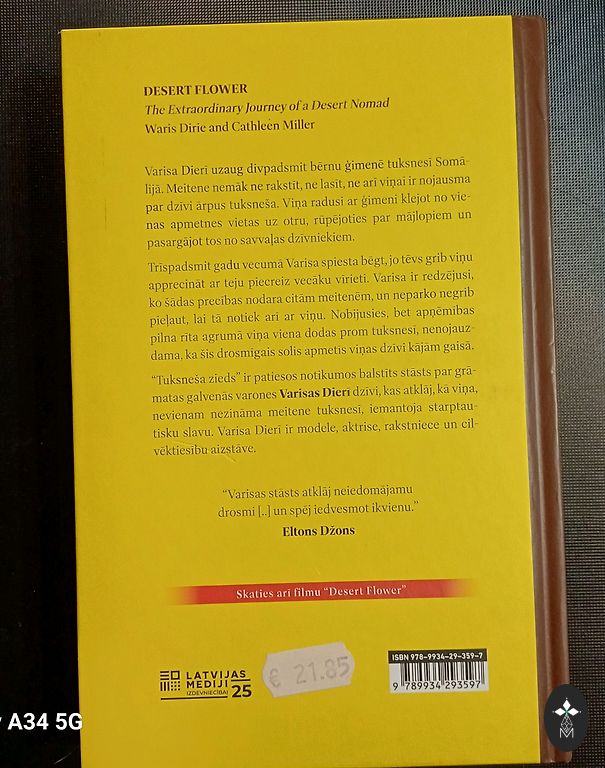 DESERT FLOWER
The Extraordinary Journey of a Desert Nomad
Waris Dirie and Cathleen Miller
Varisa Dierī uzaug divpadsmit bērnu ģimenē tuksnesī Somā-
lijā. Meitene nemāk ne rakstīt, ne lasīt, ne arī viņai ir nojausma
par dzīvi ārpus tuksneša. Viņa radusi ar ģimeni klejot no vie-
nas apmetnes vietas uz otru, rūpējoties par mājlopiem un
pasargājot tos no savvaļas dzīvniekiem.
Trīspadsmit gadu vecumā Varisa spiesta bēgt, jo tēvs grib viņu
apprecināt ar teju piecreiz vecāku vīrieti. Varisa ir redzējusi,
ko šādas precības nodara citām meitenēm, un neparko negrib
pieļaut, lai tā notiek arī ar viņu. Nobijusies, bet apņēmības
pilna rīta agrumā viņa viena dodas prom tuksnesī, nenojauz-
dama, ka šis drosmīgais solis apmetīs viņas dzīvi kājām gaisā.
“Tuksneša zieds” ir patiesos notikumos balstīts stāsts par grā-
matas galvenās varones Varisas Dierī dzīvi, kas atklāj, kā viņa,
nevienam nezināma meitene tuksnesī, iemantoja starptau-
tisku slavu. Varisa Dierī ir modele, aktrise, rakstniece un cil-
vēktiesību aizstāve.
“Varisas stāsts atklāj neiedomājamu
drosmi [..] un spēj iedvesmot ikvienu.”
Eltons Džons
Skaties arī filmu “Desert Flower”
LATVIJAS
MEDIJI
IZDEVNIECĪBAI
25
€ 21.85
ISBN 978-9934-29-359-7
9 789934 293597
A34 5G
M